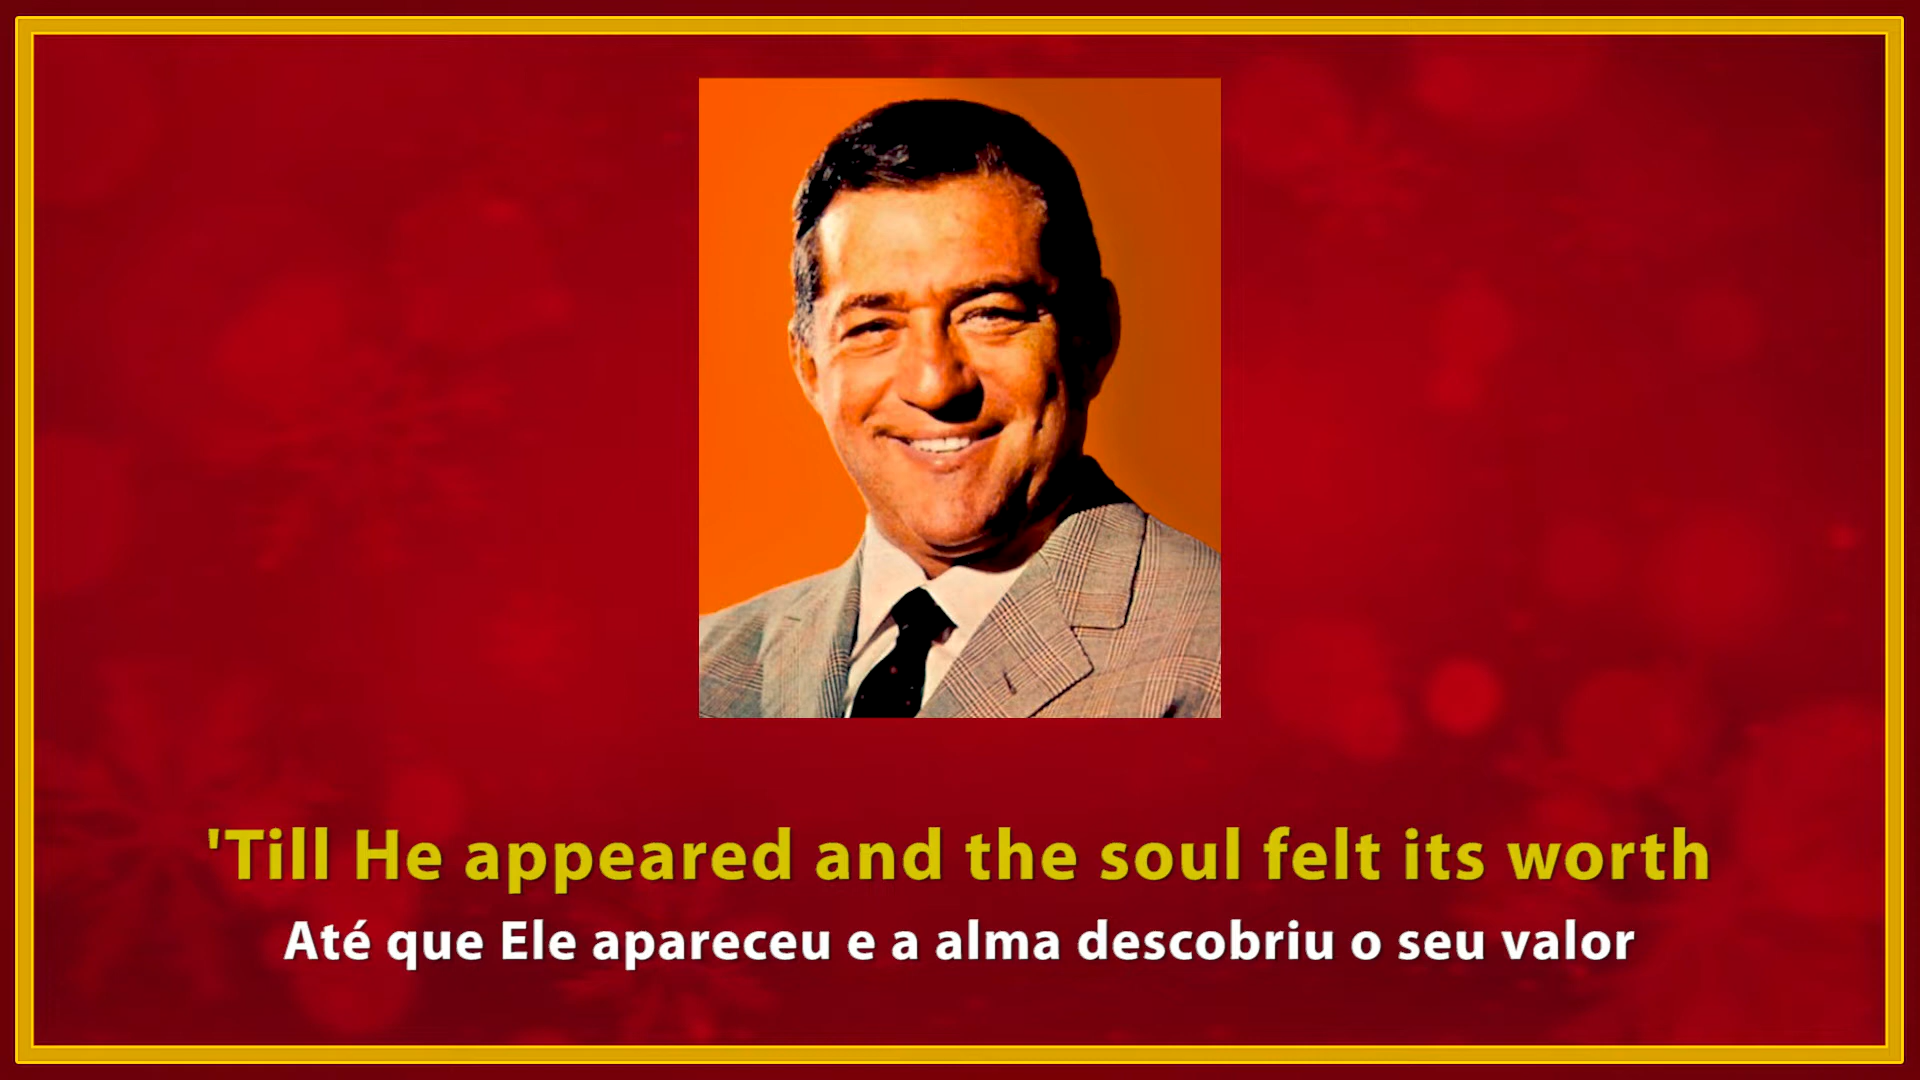 'Till He appeared and the soul felt its worth
Até que Ele apareceu e a alma descobriu o seu valor